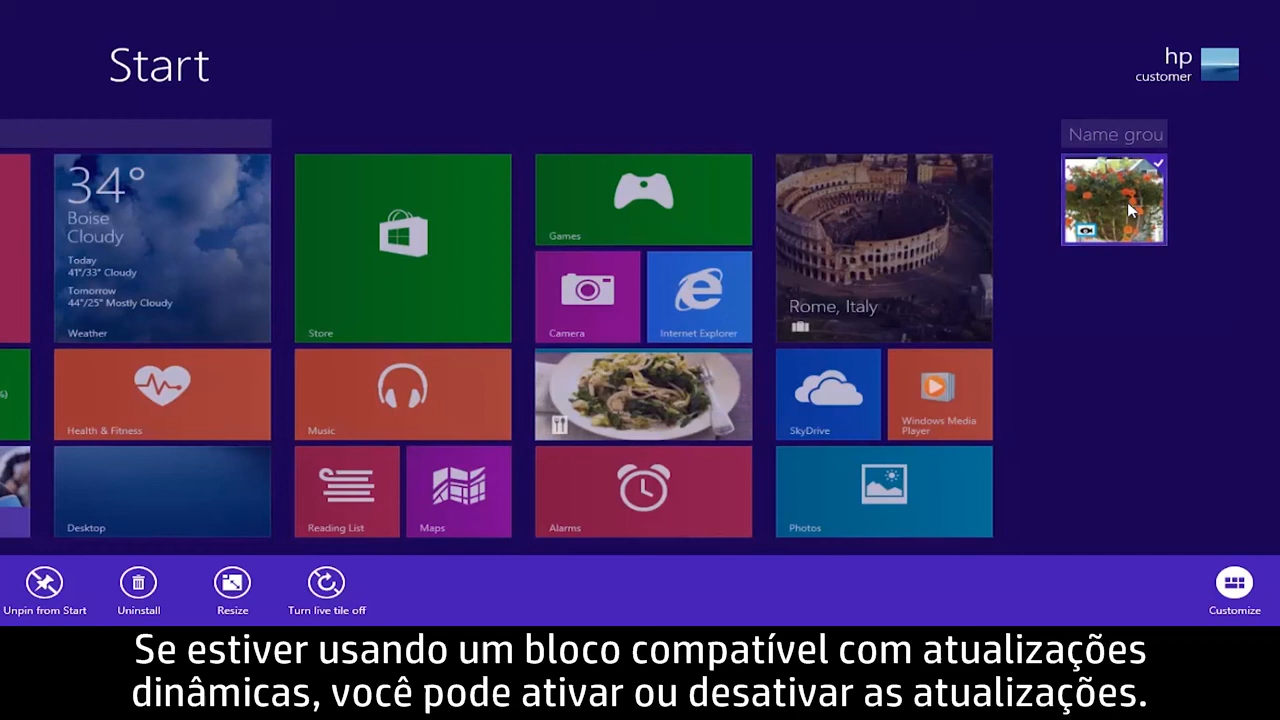 Start
hp
customer
Name grou
34°
Boise
Cloudy
Today
41°/33° Cloudy
Tomorrow
44°/25° Mostly Cloudy
Weather
Store
Games
Camera
Internet Explorer
Rome, Italy
%)
Health & Fitness
Music
SkyDrive
Windows Media
Player
Desktop
Reading List
Maps
Alarms
Photos
Unpin from Start
Uninstall
Resize
Turn live tile off
Customize
Se estiver usando um bloco compatível com atualizações
dinâmicas, você pode ativar ou desativar as atualizações.